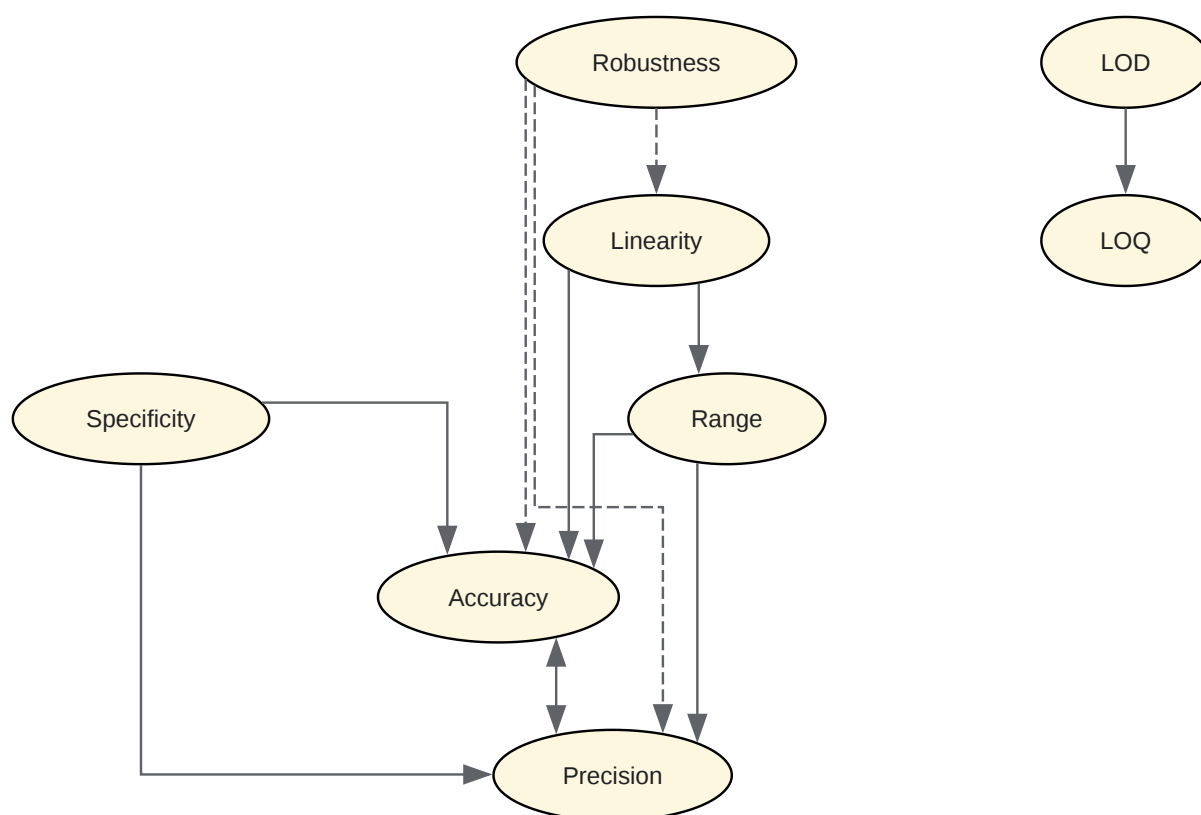 Robustness
LOD
Linearity
LOQ
Specificity
Range
Accuracy
Precision